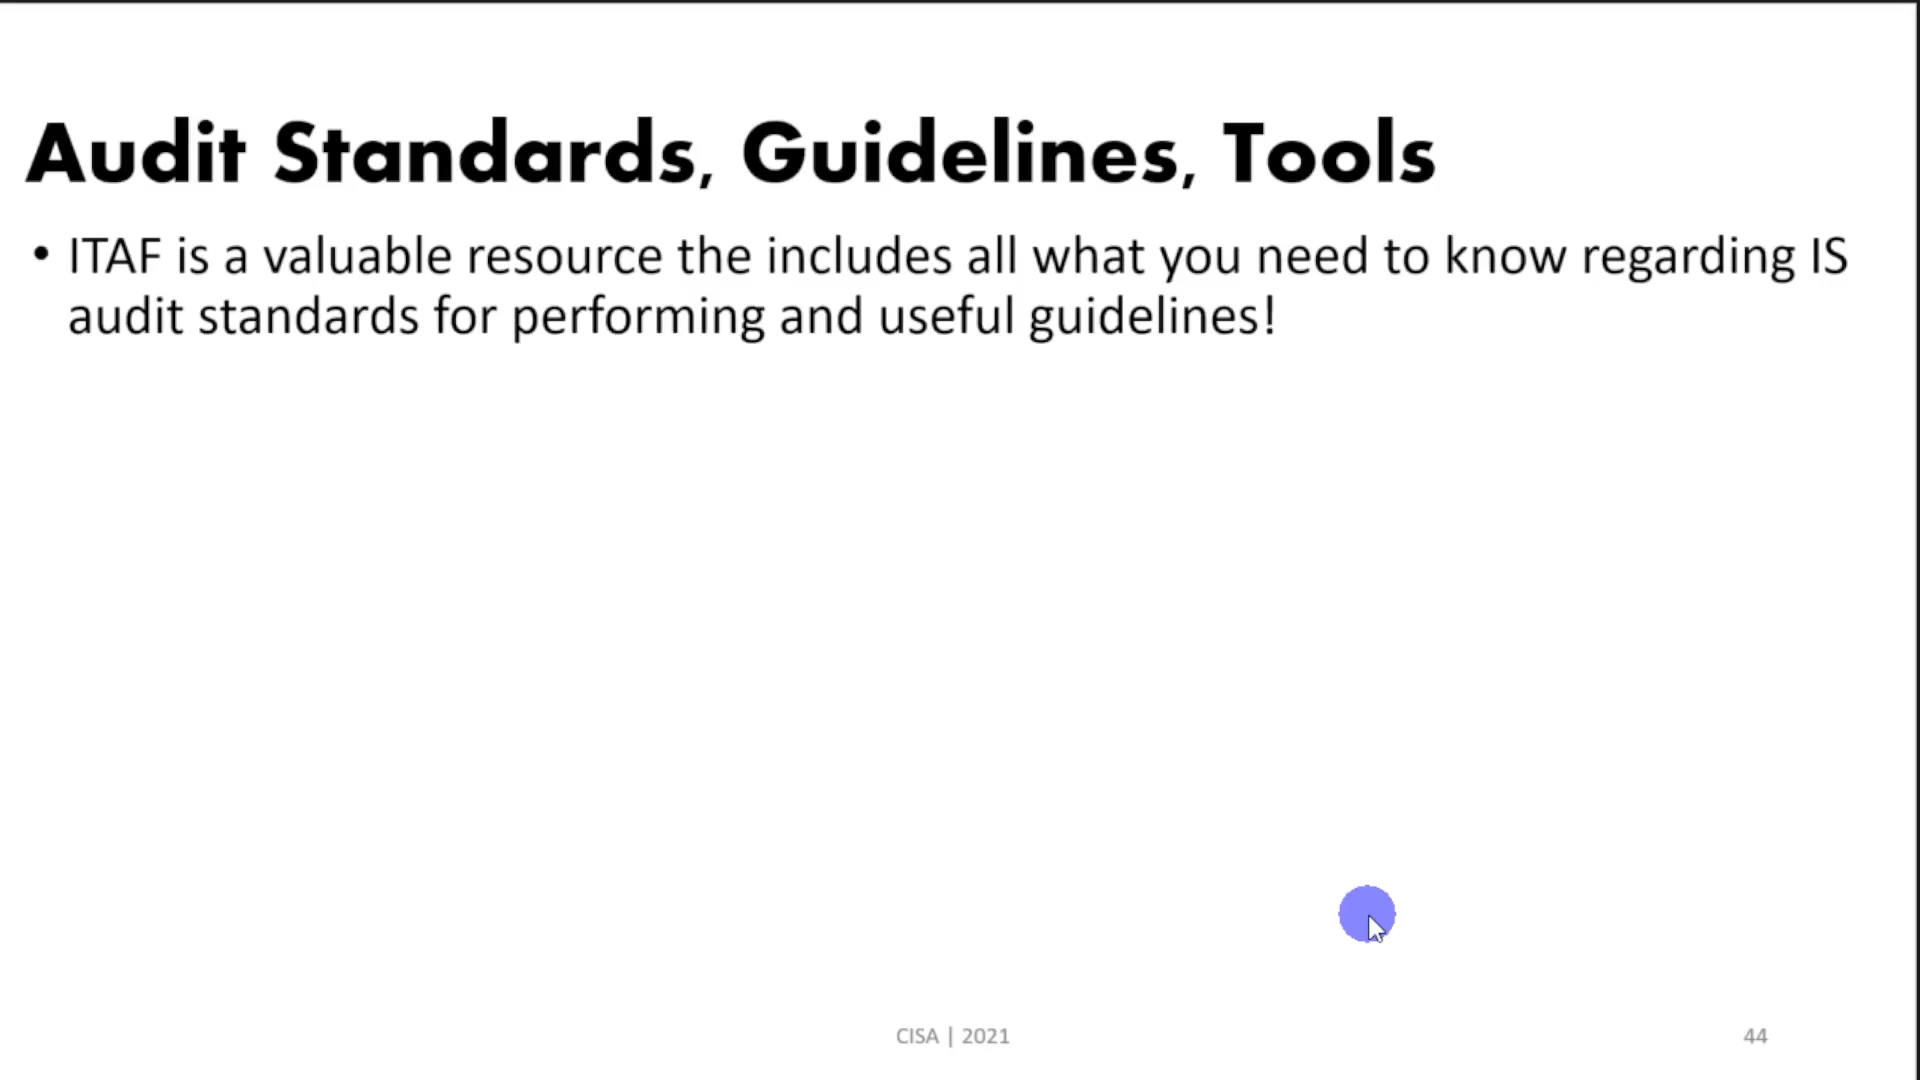 Audit Standards, Guidelines, Tools
• ITAF is a valuable resource the includes all what you need to know regarding IS
audit standards for performing and useful guidelines!
CISA | 2021
44